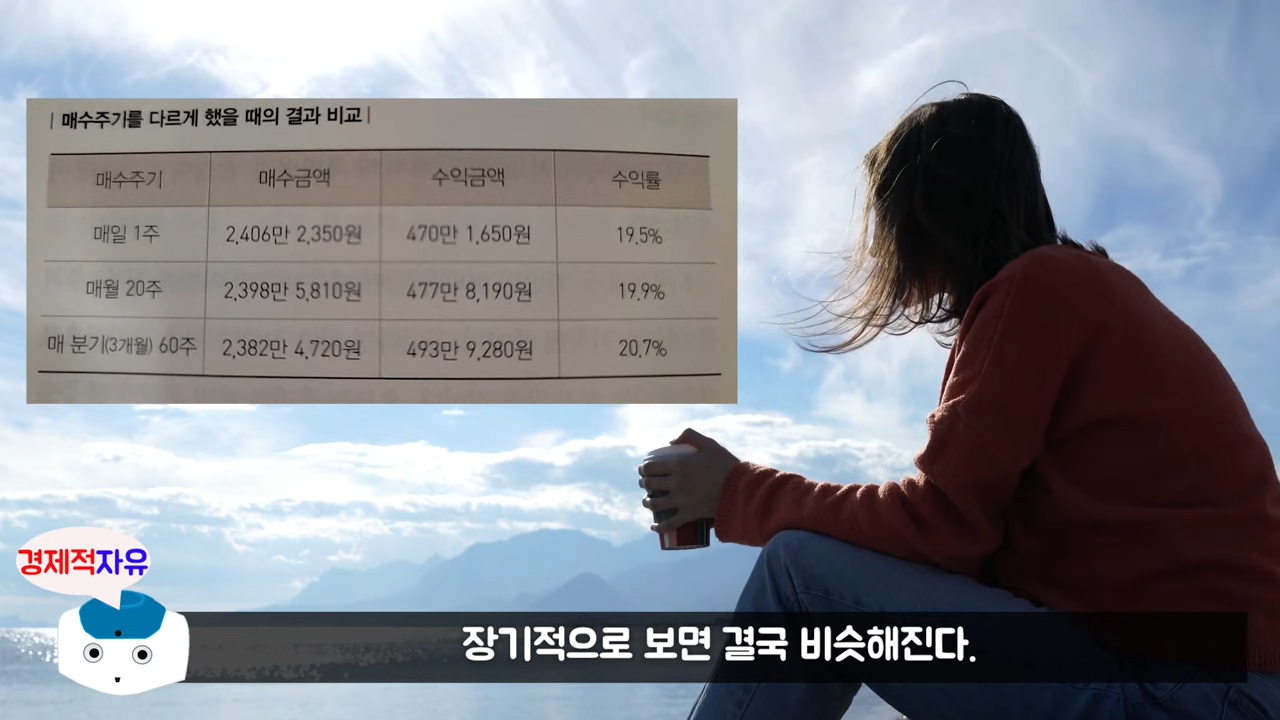 | 매수주기를 다르게 했을 때의 결과 비교 |
매수주기 매수금액 수익금액 수익률
매일 1주 2,406만 2,350원 470만 1,650원 19.5%
매월 20주 2,398만 5,810원 477만 8,190원 19.9%
매 분기(3개월) 60주 2,382만 4,720원 493만 9,280원 20.7%
경제적자유
장기적으로 보면 결국 비슷해진다.